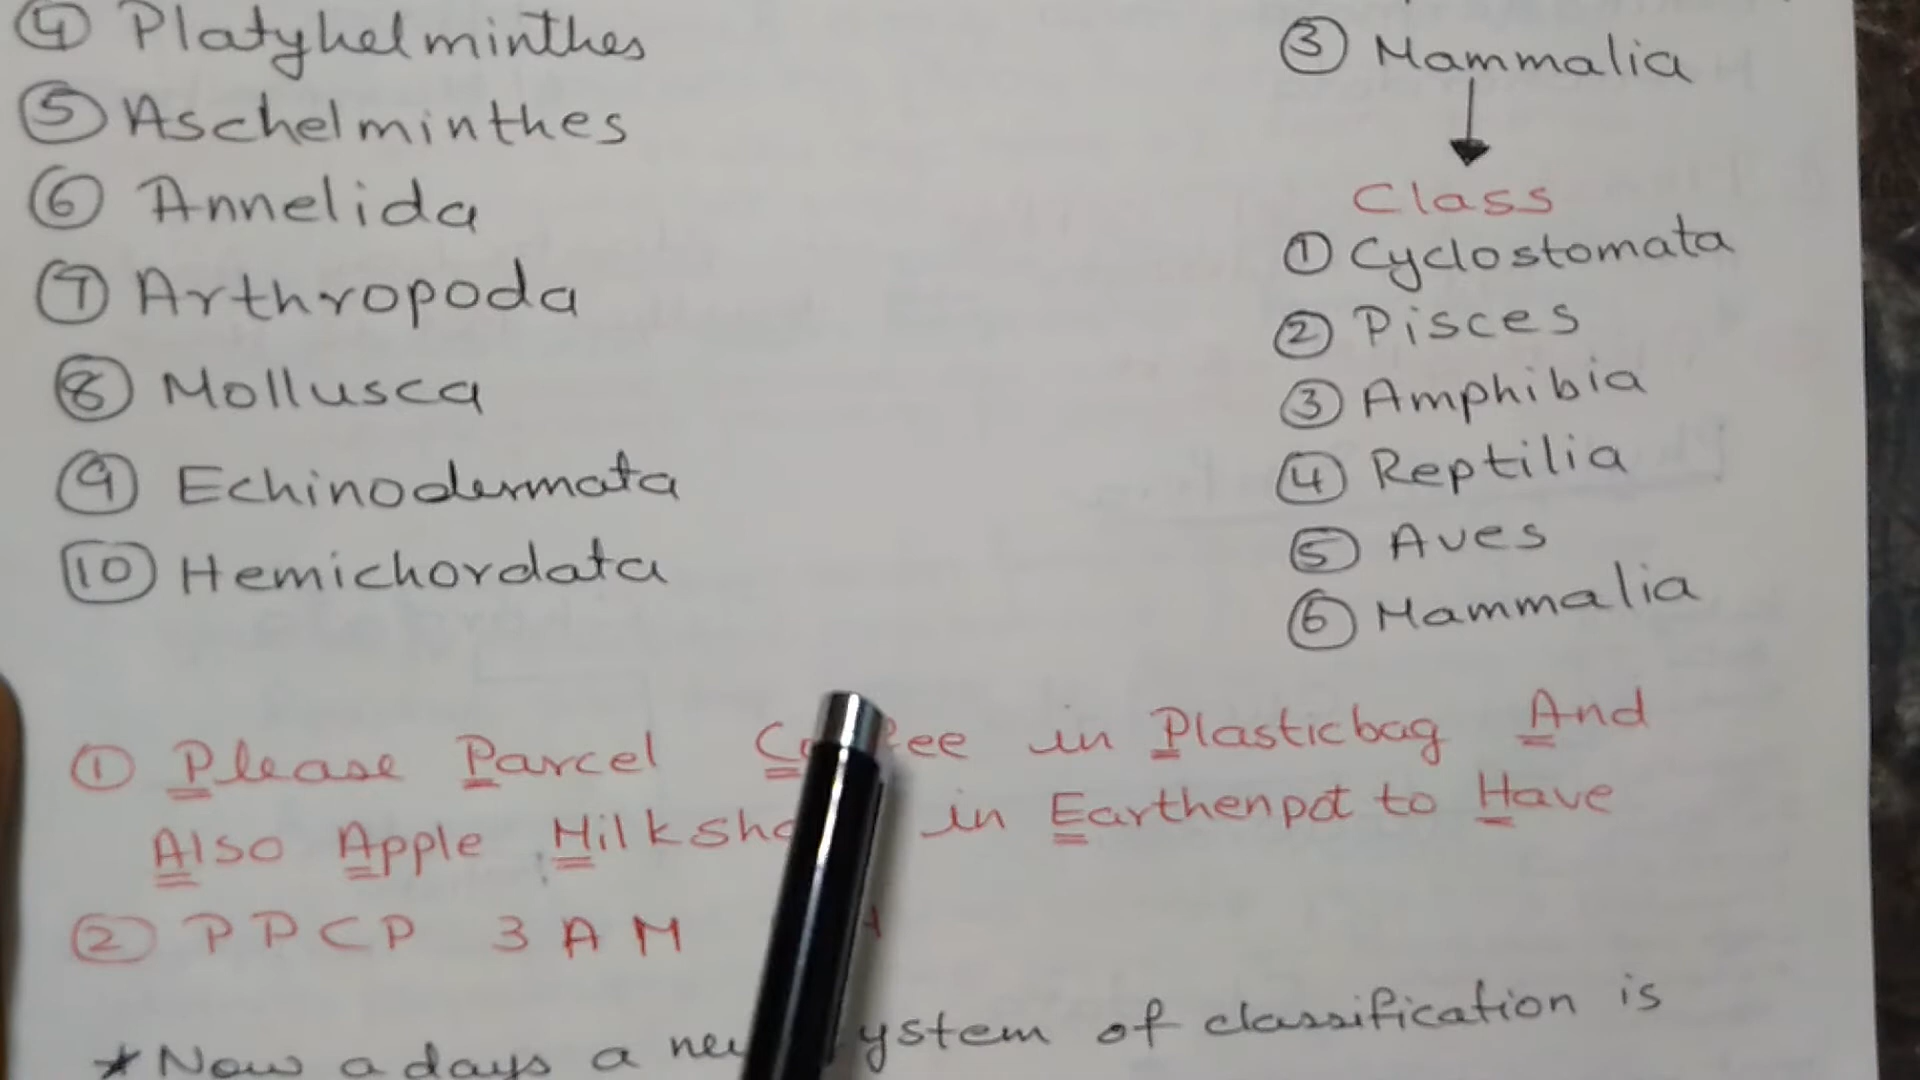 ④ Platyhelminthes
⑤ Aschelminthes
⑥ Annelida
⑦ Arthropoda
⑧ Mollusca
⑨ Echinodermata
⑩ Hemichordata
③ Mammalia
Class
① Cyclostomata
② Pisces
③ Amphibia
④ Reptilia
⑤ Aves
⑥ Mammalia
① Please Parcel in Plasticbag And
Also Apple in Earthenpot to Have
② PPCP 3 A M
* Now a days a of classification is